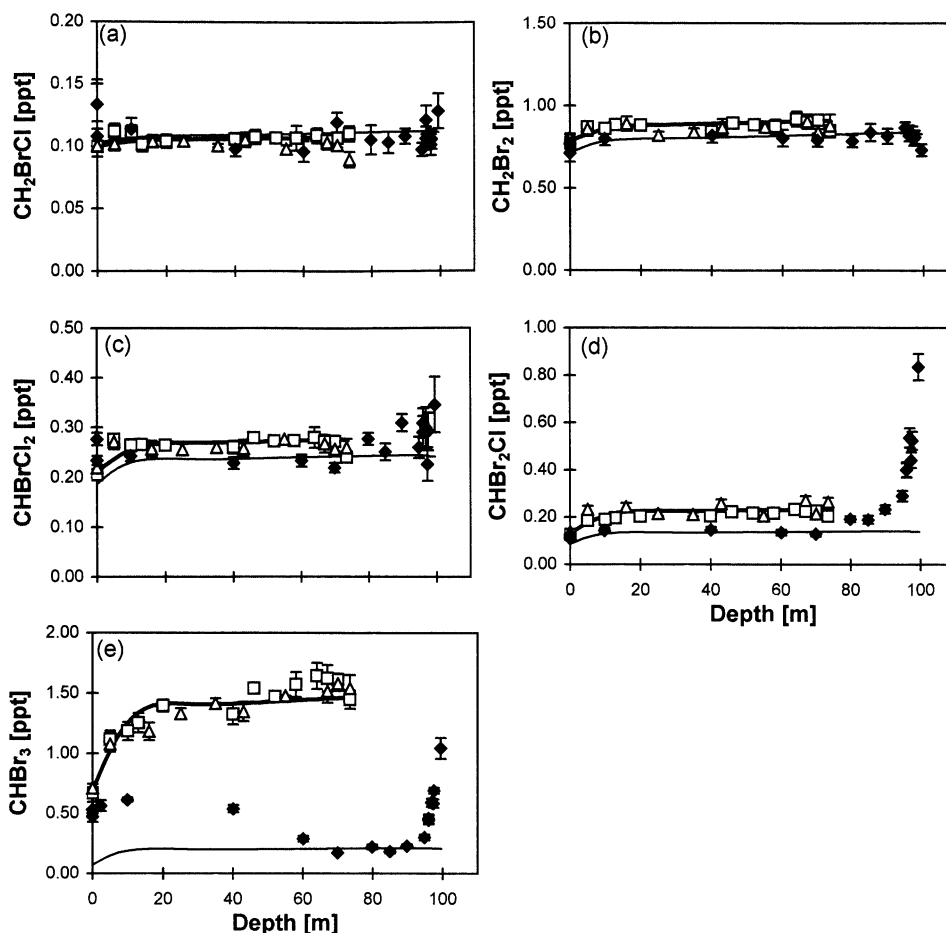 (a)
CH₂BrCl [ppt]
0.20
0.15
0.10
0.05
0.00
(b)
CH₂Br₂ [ppt]
1.50
1.00
0.50
0.00
(c)
CHBrCl₂ [ppt]
0.50
0.40
0.30
0.20
0.10
0.00
(d)
CHBr₂Cl [ppt]
1.00
0.80
0.60
0.40
0.20
0.00
0 20 40 60 80 100
Depth [m]
(e)
CHBr₃ [ppt]
2.00
1.50
1.00
0.50
0.00
0 20 40 60 80 100
Depth [m]